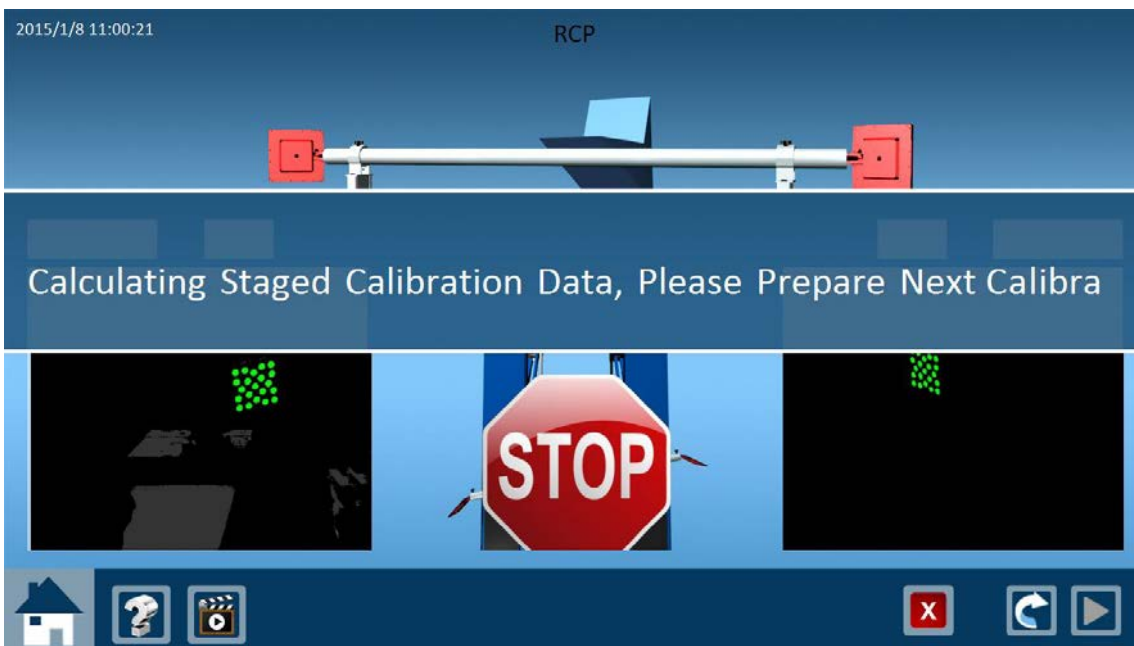 2015/1/8 11:00:21
RCP
Calculating Staged Calibration Data, Please Prepare Next Calibra
STOP
?
X